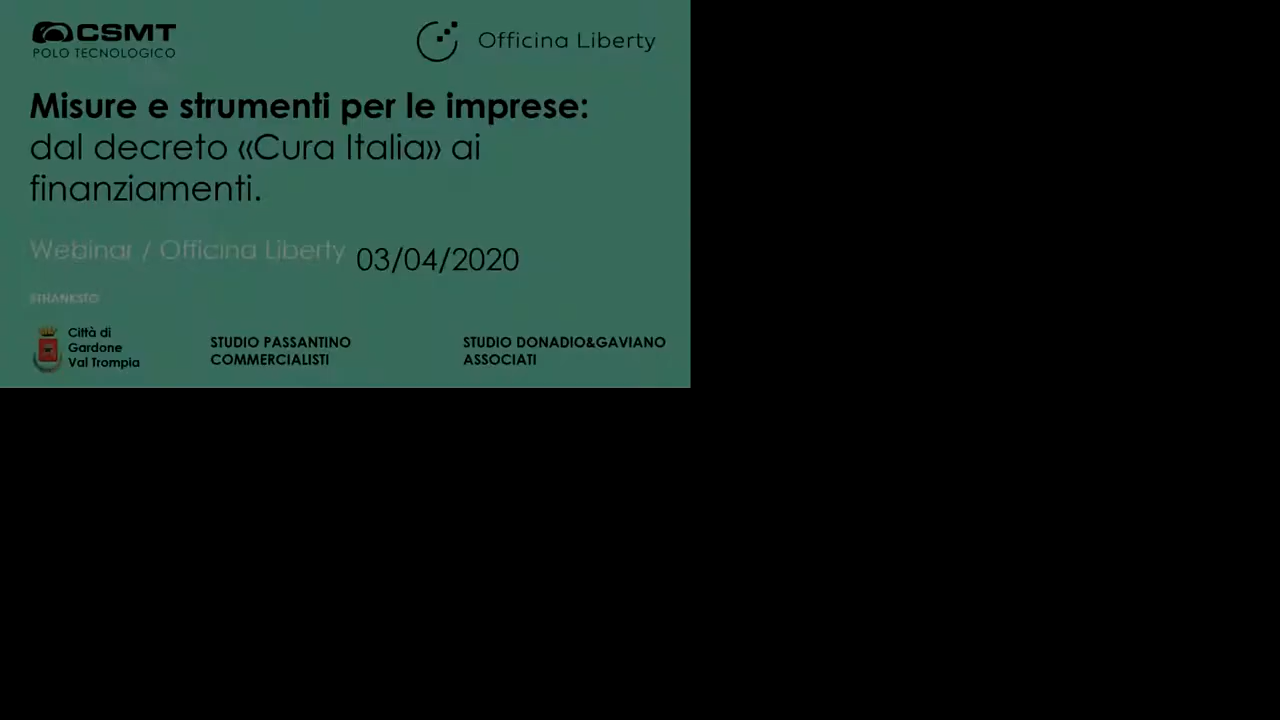 CSMT
POLO TECNOLOGICO
Officina Liberty
Misure e strumenti per le imprese:
dal decreto «Cura Italia» ai
finanziamenti.
Webinar / Officina Liberty 03/04/2020
#THANKSTO
Città di
Gardone
Val Trompia
STUDIO PASSANTINO
COMMERCIALISTI
STUDIO DONADIO&GAVIANO
ASSOCIATI